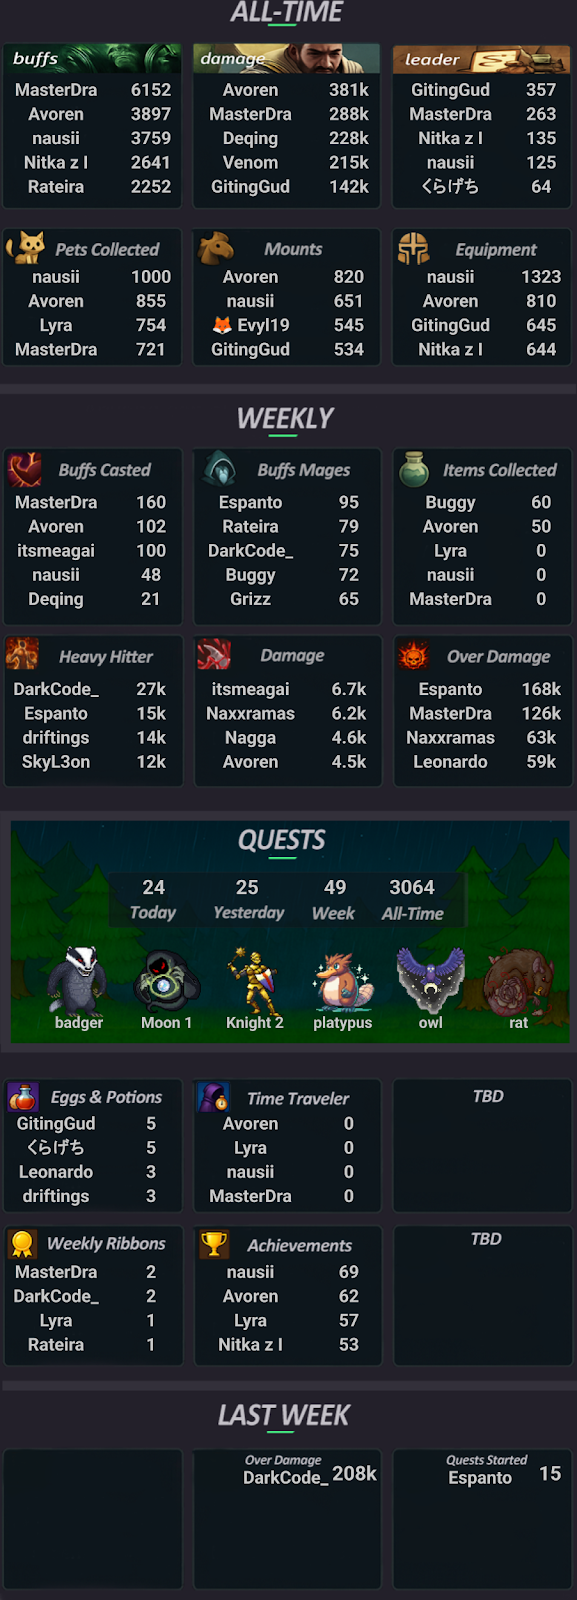 ALL-TIME
buffs
MasterDra 6152
Avoren 3897
nausii 3759
Nitka z I 2641
Rateira 2252
damage
Avoren 381k
MasterDra 288k
Deqing 228k
Venom 215k
GitingGud 142k
leader
GitingGud 357
MasterDra 263
Nitka z I 135
nausii 125
くらげち 64
Pets Collected
nausii 1000
Avoren 855
Lyra 754
MasterDra 721
Mounts
Avoren 820
nausii 651
🦊 Evyl19 545
GitingGud 534
Equipment
nausii 1323
Avoren 810
GitingGud 645
Nitka z I 644
WEEKLY
Buffs Casted
MasterDra 160
Avoren 102
itsmeagai 100
nausii 48
Deqing 21
Buffs Mages
Espanto 95
Rateira 79
DarkCode_ 75
Buggy 72
Grizz 65
Items Collected
Buggy 60
Avoren 50
Lyra 0
nausii 0
MasterDra 0
Heavy Hitter
DarkCode_ 27k
Espanto 15k
driftings 14k
SkyL3on 12k
Damage
itsmeagai 6.7k
Naxxramas 6.2k
Nagga 4.6k
Avoren 4.5k
Over Damage
Espanto 168k
MasterDra 126k
Naxxramas 63k
Leonardo 59k
QUESTS
24 25 49 3064
Today Yesterday Week All-Time
badger Moon 1 Knight 2 platypus owl rat
Eggs & Potions
GitingGud 5
くらげち 5
Leonardo 3
driftings 3
Time Traveler
Avoren 0
Lyra 0
nausii 0
MasterDra 0
TBD
Weekly Ribbons
MasterDra 2
DarkCode_ 2
Lyra 1
Rateira 1
Achievements
nausii 69
Avoren 62
Lyra 57
Nitka z I 53
TBD
LAST WEEK
Over Damage
DarkCode_ 208k
Quests Started
Espanto 15